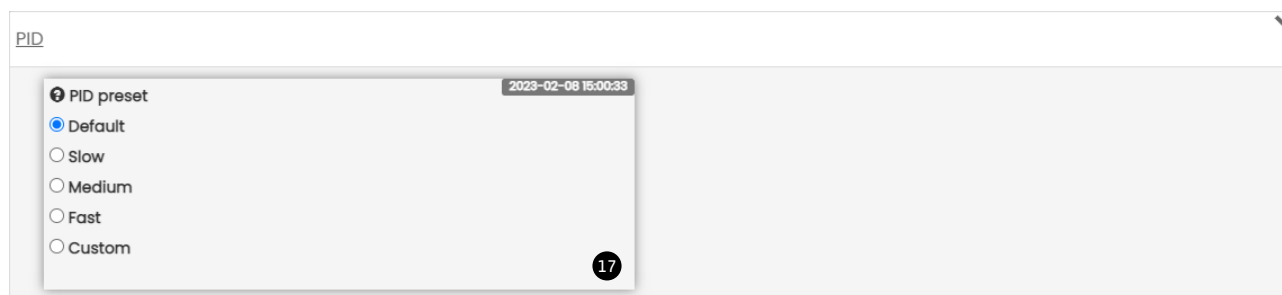 PID
PID preset
2023-02-08 15:00:33
Default
Slow
Medium
Fast
Custom
17